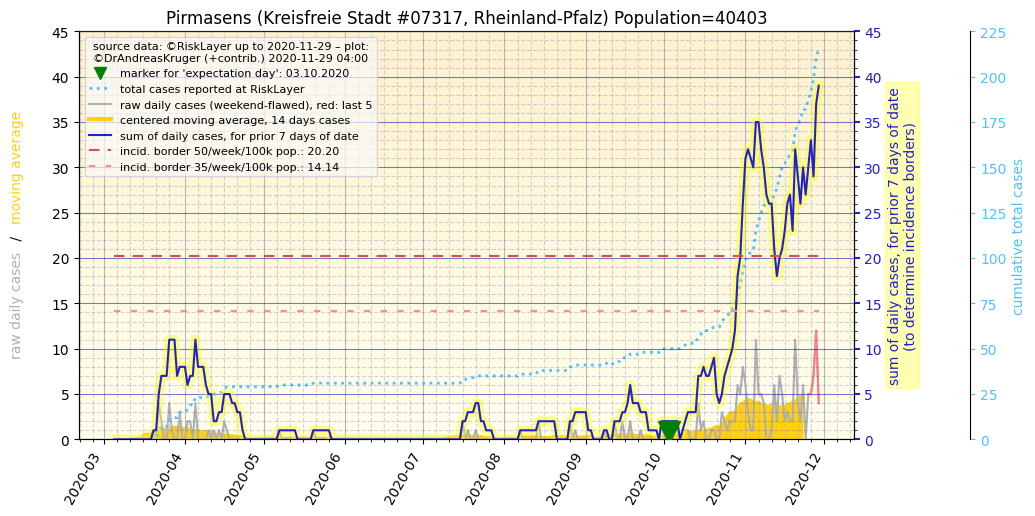 Pirmasens (Kreisfreie Stadt #07317, Rheinland-Pfalz) Population=40403
source data: ©RiskLayer up to 2020-11-29 – plot:
©DrAndreasKruger (+contrib.) 2020-11-29 04:00
marker for 'expectation day': 03.10.2020
total cases reported at RiskLayer
raw daily cases (weekend-flawed), red: last 5
centered moving average, 14 days cases
sum of daily cases, for prior 7 days of date
incid. border 50/week/100k pop.: 20.20
incid. border 35/week/100k pop.: 14.14
raw daily cases / moving average
45
40
35
30
25
20
15
10
5
0
2020-03
2020-04
2020-05
2020-06
2020-07
2020-08
2020-09
2020-10
2020-11
2020-12
45
40
35
30
25
20
15
10
5
0
sum of daily cases, for prior 7 days of date
(to determine incidence borders)
225
200
175
150
125
100
75
50
25
0
cumulative total cases